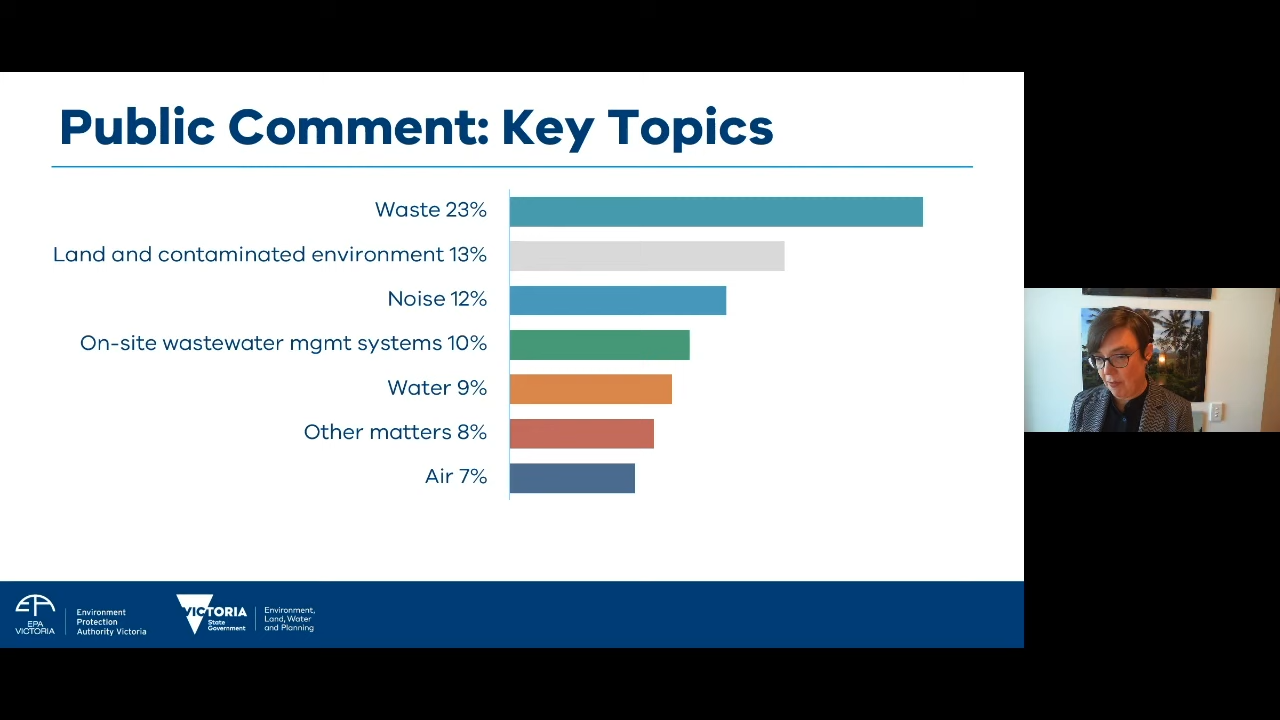 Public Comment: Key Topics
Waste 23%
Land and contaminated environment 13%
Noise 12%
On-site wastewater mgmt systems 10%
Water 9%
Other matters 8%
Air 7%
EPA
VICTORIA
Environment
Protection
Authority Victoria
VICTORIA
State
Government
Environment,
Land, Water
and Planning